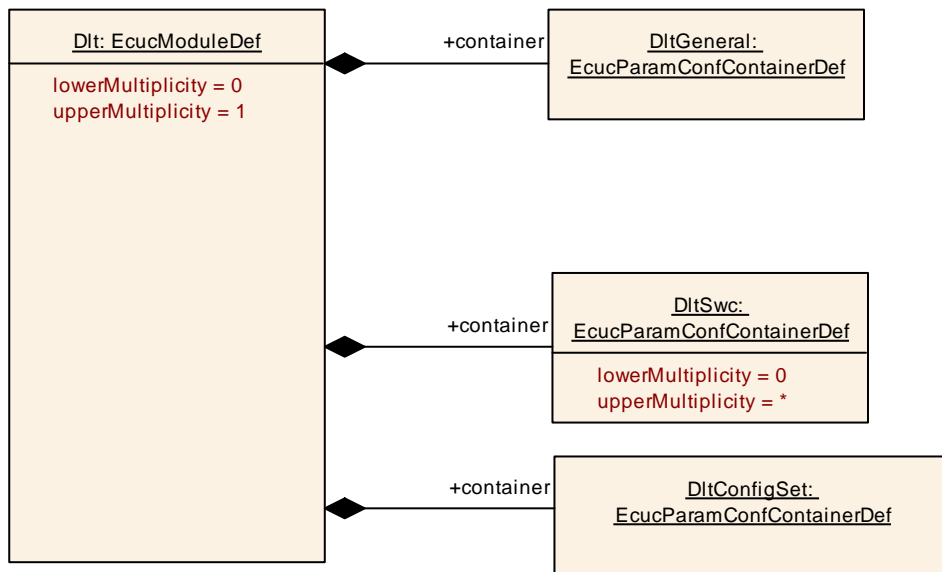 Dlt: EcucModuleDef
lowerMultiplicity = 0
upperMultiplicity = 1
+container
DltGeneral:
EcucParamConfContainerDef
+container
DltSwc:
EcucParamConfContainerDef
lowerMultiplicity = 0
upperMultiplicity = *
+container
DltConfigSet:
EcucParamConfContainerDef